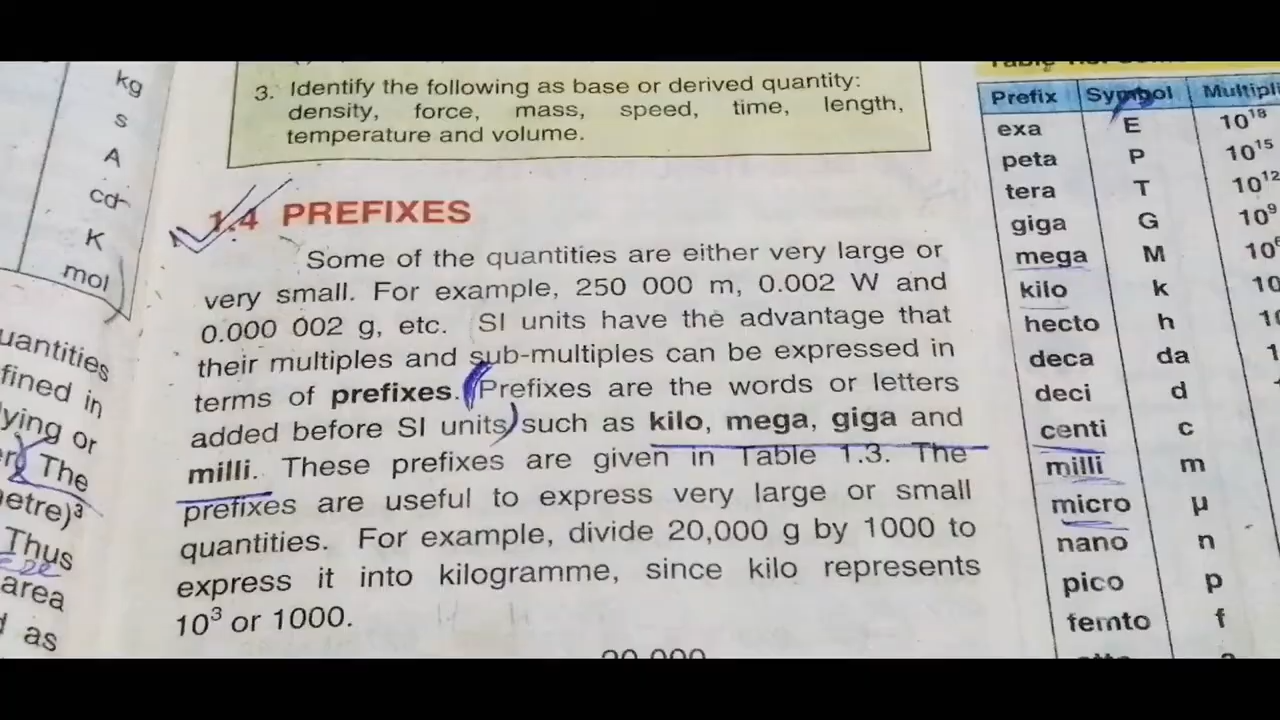 kg
s
A
cd
K
mol
uantities
fined in
lying or
The
etre)³
Thus
area
as
3. Identify the following as base or derived quantity:
density, force, mass, speed, time, length,
temperature and volume.
1.4 PREFIXES
Some of the quantities are either very large or
very small. For example, 250 000 m, 0.002 W and
0.000 002 g, etc. SI units have the advantage that
their multiples and sub-multiples can be expressed in
terms of prefixes. Prefixes are the words or letters
added before SI units such as kilo, mega, giga and
milli. These prefixes are given in Table 1.3. The
prefixes are useful to express very large or small
quantities. For example, divide 20,000 g by 1000 to
express it into kilogramme, since kilo represents
10³ or 1000.
20,000
Prefix Symbol Multipli
exa E 10¹⁸
peta P 10¹⁵
tera T 10¹²
giga G 10⁹
mega M 10⁶
kilo k 10
hecto h
deca da
deci d
centi c
milli m
micro μ
nano n
pico p
femto f